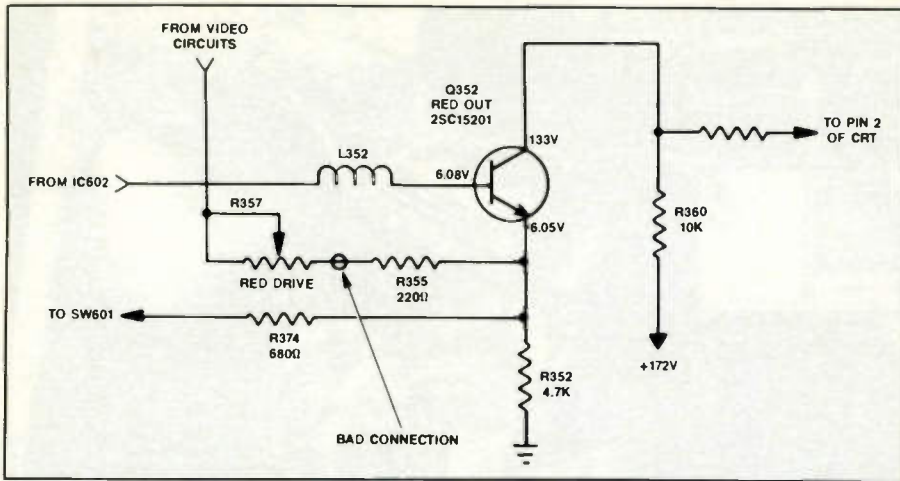 FROM VIDEO
CIRCUITS
Q352
RED OUT
2SC15201
133V
TO PIN 2
OF CRT
L352
6.08V
FROM IC602
R357
6.05V
R360
10K
RED DRIVE
R355
220Ω
TO SW601
R374
680Ω
+172V
R352
4.7K
BAD CONNECTION